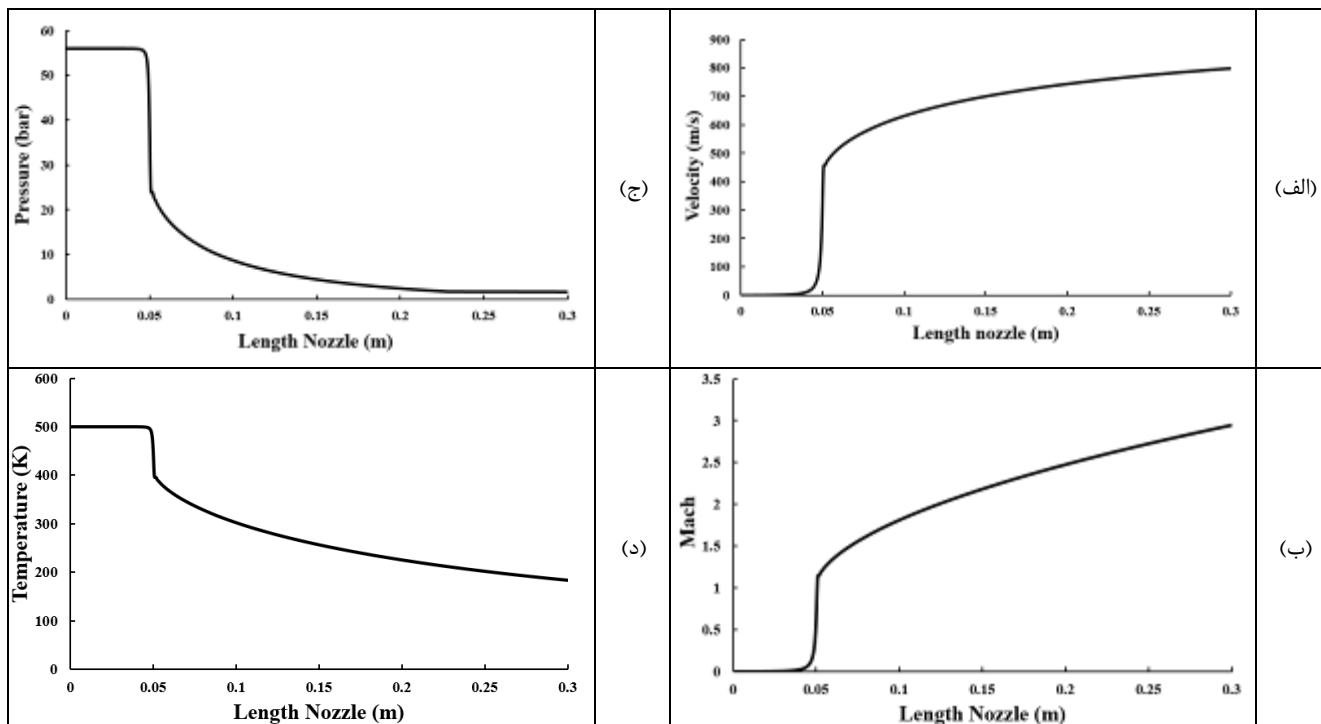 900
800
700
600
500
400
300
200
100
0
Velocity (m/s)
0 0.05 0.1 0.15 0.2 0.25 0.3
Length nozzle (m)
(الف)
60
50
40
30
20
10
0
Pressure (bar)
0 0.05 0.1 0.15 0.2 0.25 0.3
Length Nozzle (m)
(ج)
3.5
3
2.5
2
1.5
1
0.5
0
Mach
0 0.05 0.1 0.15 0.2 0.25 0.3
Length Nozzle (m)
(ب)
600
500
400
300
200
100
0
Temperature (K)
0 0.05 0.1 0.15 0.2 0.25 0.3
Length Nozzle (m)
(د)